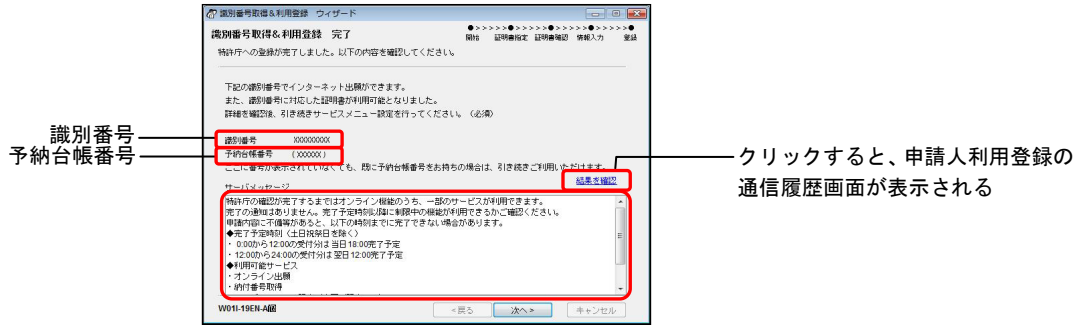 識別番号取得&利用登録 ウィザード
識別番号取得&利用登録 完了
●>>>>>●>>>>>●>>>>>●>>>>>●
開始 証明書指定 証明書確認 情報入力 登録
特許庁への登録が完了しました。以下の内容を確認してください。
下記の識別番号でインターネット出願ができます。
また、識別番号に対応した証明書が利用可能となりました。
詳細を確認後、引き続きサービスメニュー設定を行ってください。（必須）
識別番号
識別番号 XXXXXXXXX
予納台帳番号
予納台帳番号 （XXXXXX）
ここに番号が表示されていなくても、既に予納台帳番号をお持ちの場合は、引き続きご利用いただけます。
クリックすると、申請人利用登録の
通信履歴画面が表示される
結果を確認
サーバメッセージ
特許庁の確認が完了するまではオンライン機能のうち、一部のサービスが利用できます。
完了の通知はありません。完了予定時刻以降に制限中の機能が利用できるかご確認ください。
申請内容に不備等があると、以下の時刻までに完了できない場合があります。
◆完了予定時刻（土日祝祭日を除く）
・ 0:00から12:00の受付分は当日18:00完了予定
・12:00から24:00の受付分は翌日12:00完了予定
◆利用可能サービス
・オンライン出願
・納付番号取得
W01I-19EN-A個
<戻る 次へ> キャンセル